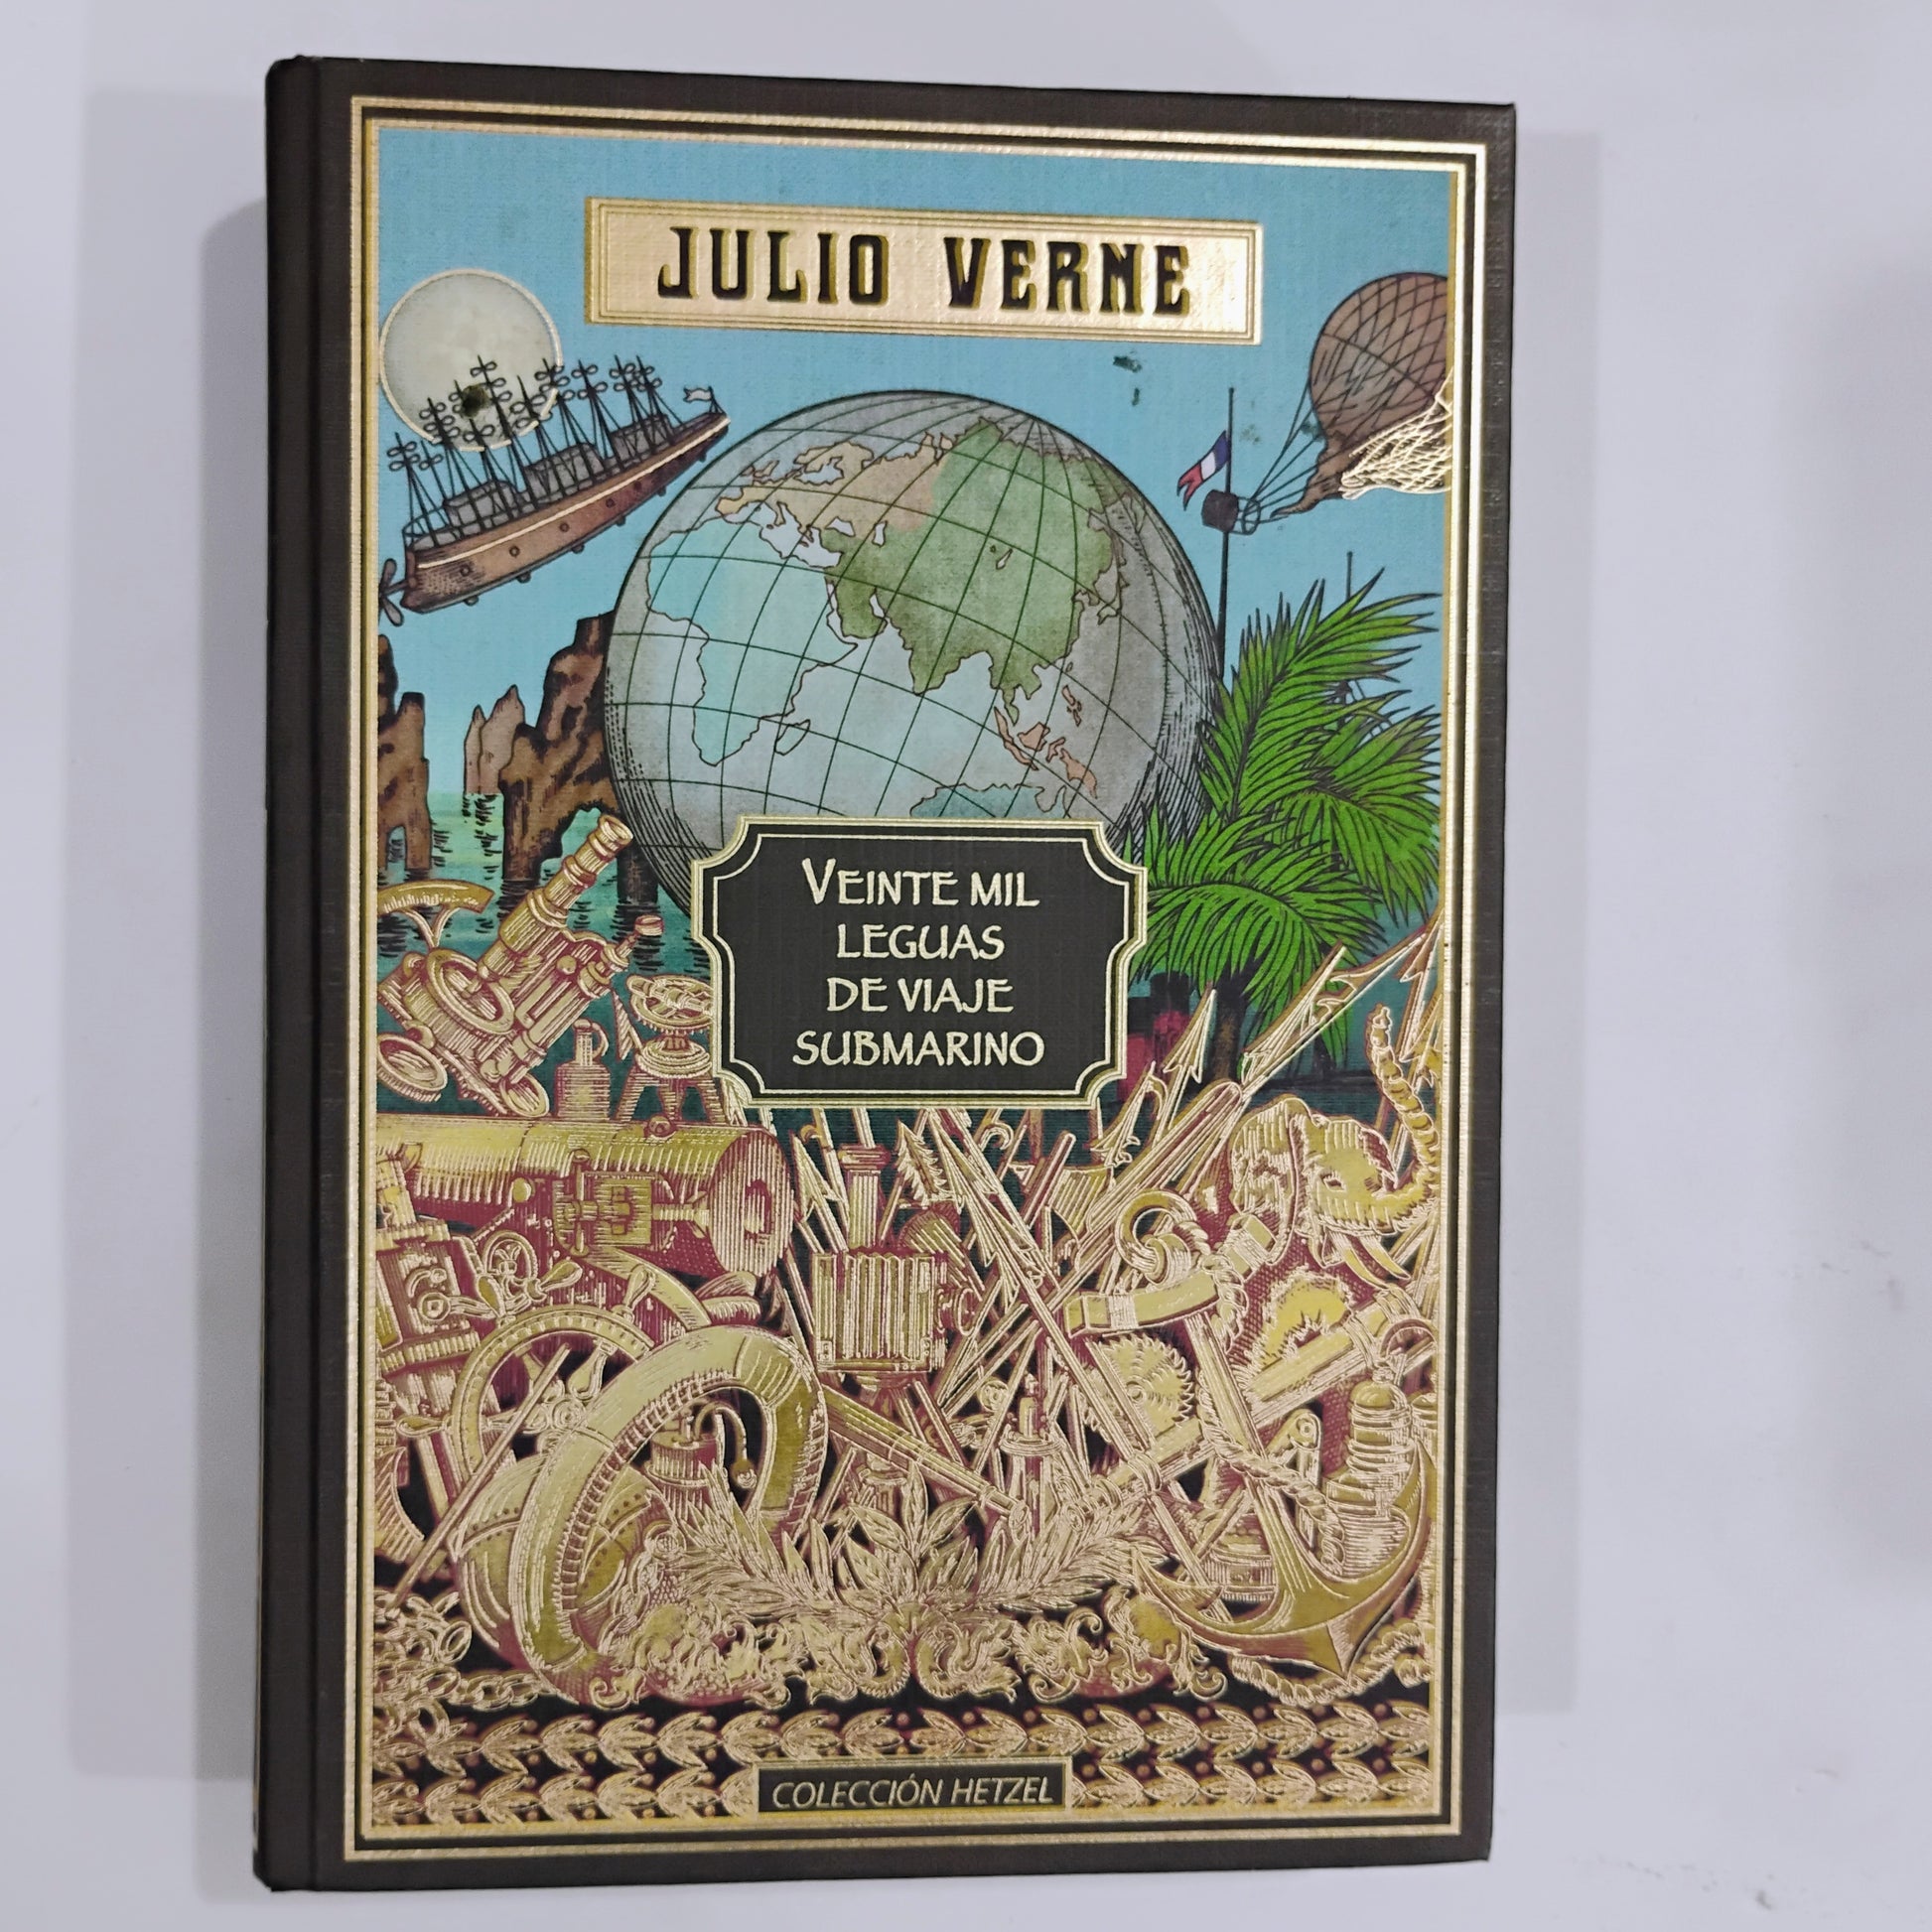 JULIO VERNE
VEINTE MIL
LEGUAS
DE VIAJE
SUBMARINO
COLECCIÓN HETZEL